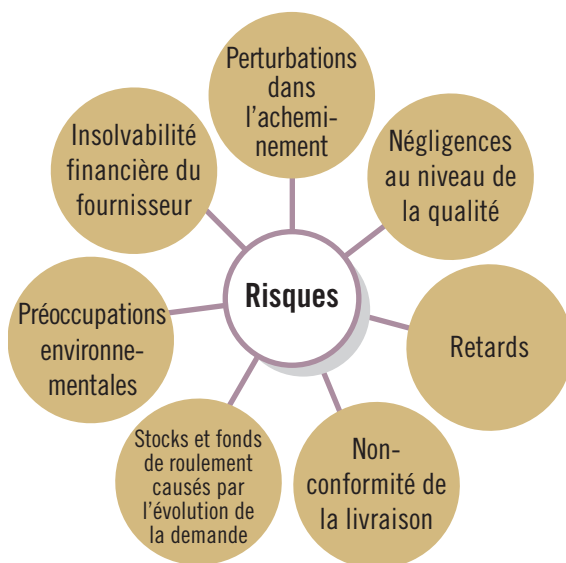 Perturbations
dans
l’achemi-
nement
Négligences
au niveau de
la qualité
Retards
Non-
conformité de
la livraison
Stocks et fonds
de roulement
causés par
l’évolution de
la demande
Préoccupations
environne-
mentales
Insolvabilité
financière du
fournisseur
Risques